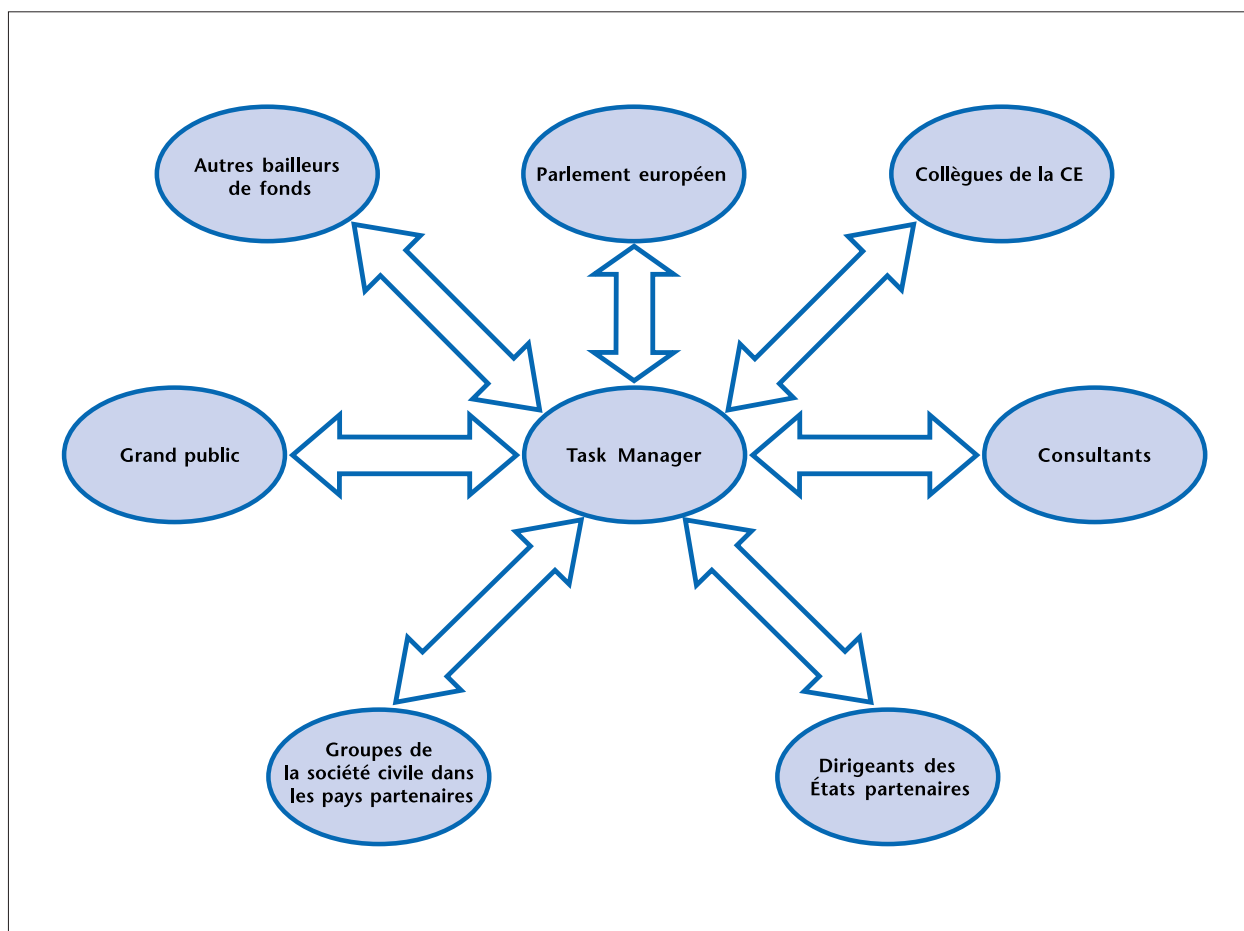 Autres bailleurs
de fonds
Parlement européen
Collègues de la CE
Grand public
Task Manager
Consultants
Groupes de
la société civile dans
les pays partenaires
Dirigeants des
États partenaires